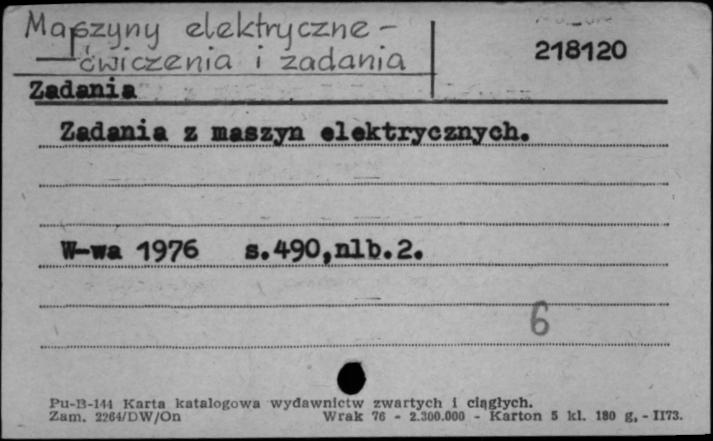 Maszyny elektryczne -
218120
— ćwiczenia i zadania
Zadania
Zadania z maszyn elektrycznych.
W-wa 1976 s.490,nlb.2.
6
Pu-B-144 Karta katalogowa wydawnictw zwartych i ciągłych.
Zam. 2264/DW/On Wrak 76 - 2.300.000 - Karton 5 kl. 180 g, - II73.